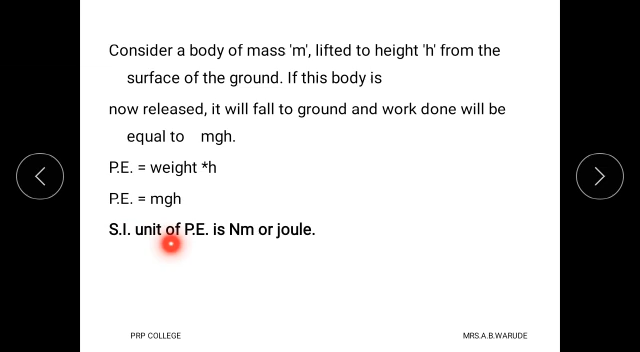 Consider a body of mass 'm', lifted to height 'h' from the
surface of the ground. If this body is
now released, it will fall to ground and work done will be
equal to mgh.
P.E. = weight *h
P.E. = mgh
S.I. unit of P.E. is Nm or joule.
PRP COLLEGE
MRS.A.B.WARUDE